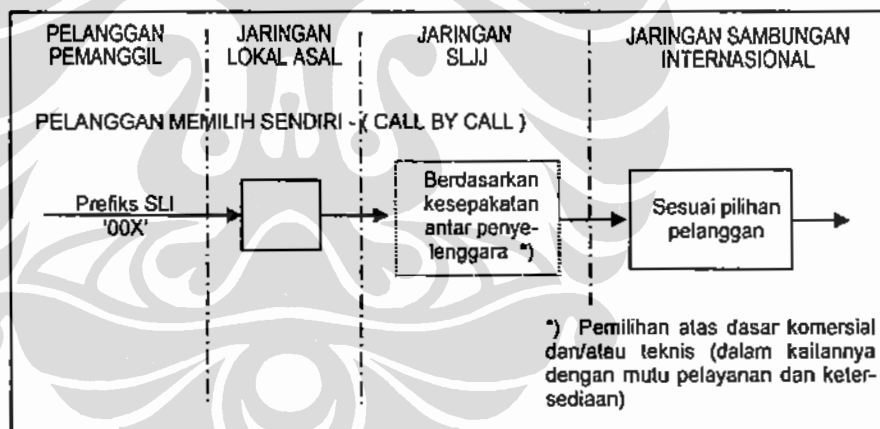 PELANGGAN PEMANGGIL
JARINGAN LOKAL ASAL
JARINGAN SLJJ
JARINGAN SAMBUNGAN INTERNASIONAL
PELANGGAN MEMILIH SENDIRI - ( CALL BY CALL )
Prefiks SLI
'00X'
Berdasarkan
kesepakatan
antar penye-
lenggara *)
Sesuai pilihan
pelanggan
*) Pemilihan atas dasar komersial
dan/atau teknis (dalam kaitannya
dengan mutu pelayanan dan keter-
sediaan)